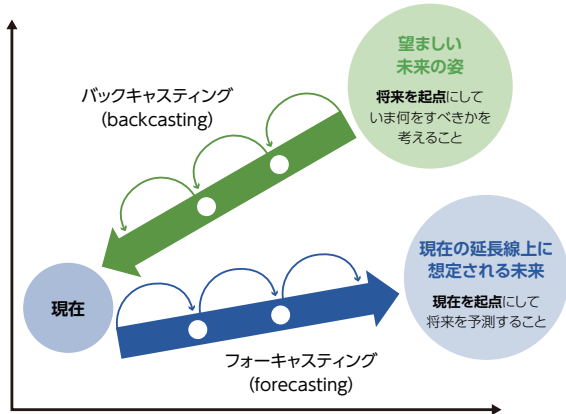 望ましい
未来の姿
将来を起点にして
いま何をすべきかを
考えること
バックキャスティング
(backcasting)
現在の延長線上に
想定される未来
現在を起点にして
将来を予測すること
現在
フォーキャスティング
(forecasting)